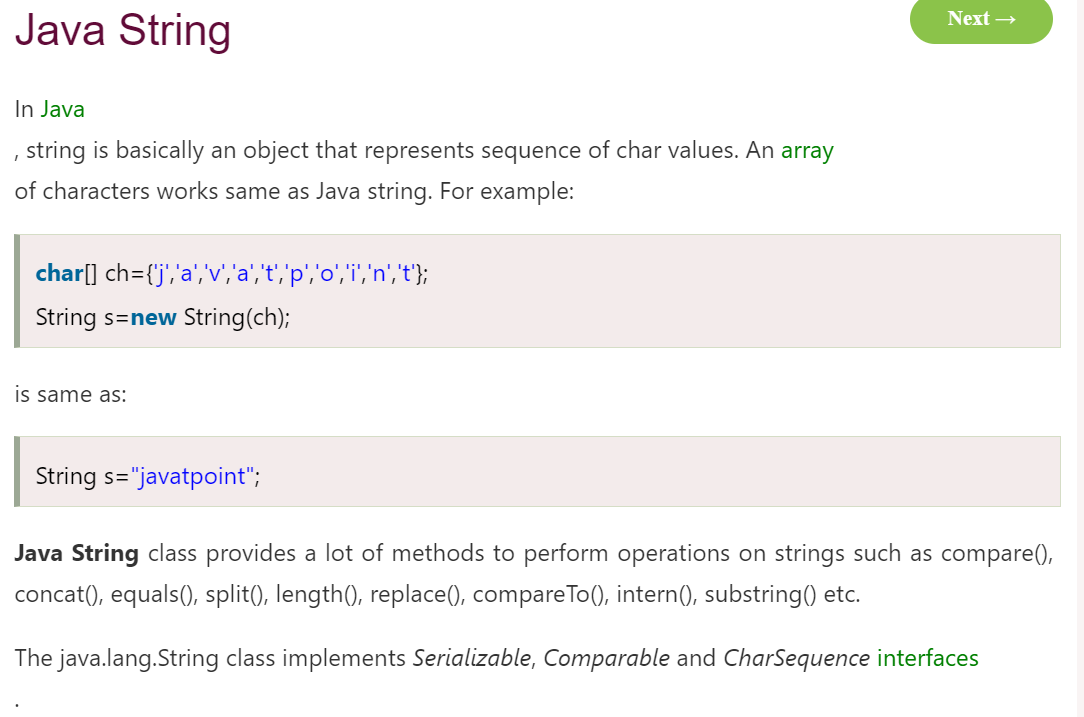 Java String
Next →
In Java
, string is basically an object that represents sequence of char values. An array
of characters works same as Java string. For example:
char[] ch={'j','a','v','a','t','p','o','i','n','t'};
String s=new String(ch);
is same as:
String s="javatpoint";
Java String class provides a lot of methods to perform operations on strings such as compare(),
concat(), equals(), split(), length(), replace(), compareTo(), intern(), substring() etc.
The java.lang.String class implements Serializable, Comparable and CharSequence interfaces
.